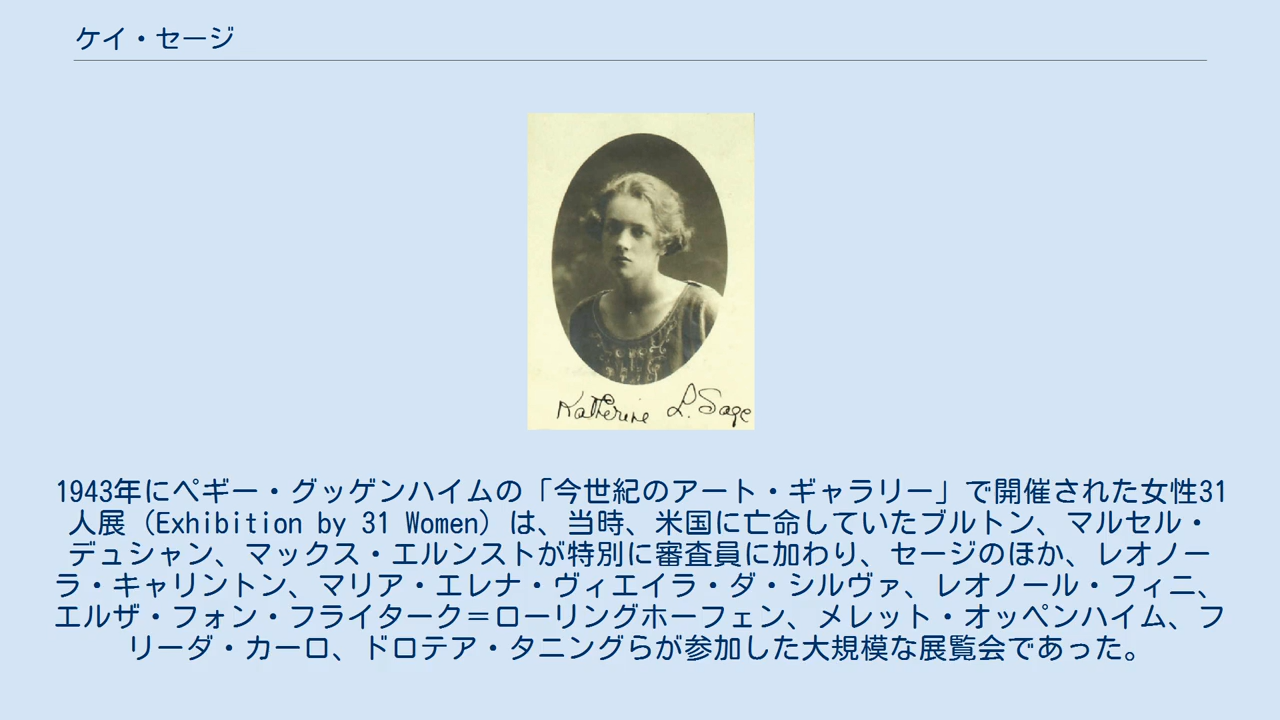 ケイ・セージ
Katherine L. Sage
1943年にペギー・グッゲンハイムの「今世紀のアート・ギャラリー」で開催された女性31
人展（Exhibition by 31 Women）は、当時、米国に亡命していたブルトン、マルセル・
デュシャン、マックス・エルンストが特別に審査員に加わり、セージのほか、レオノー
ラ・キャリントン、マリア・エレナ・ヴィエイラ・ダ・シルヴァ、レオノール・フィニ、
エルザ・フォン・フライターク＝ローリングホーフェン、メレット・オッペンハイム、フ
リーダ・カーロ、ドロテア・タニングらが参加した大規模な展覧会であった。